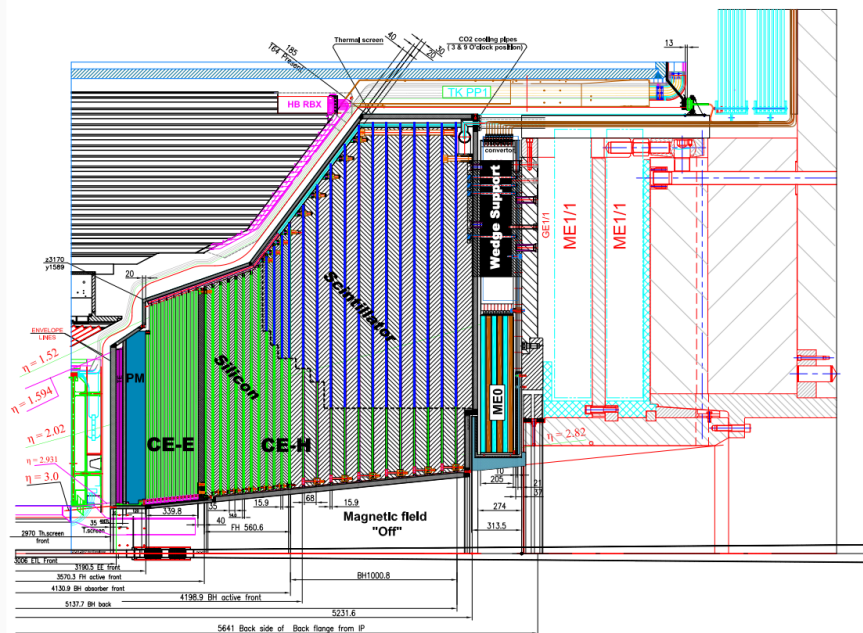 Thermal screen
CO2 cooling pipes
( 3 & 9 O'clock position)
40
30
20
185
164 Present
13
HB RBX
TK PP1
convertor
Wedge Support
GE1/1
ME1/1
ME1/1
z3170
y1589
20
ENVELOPE
LINES
Scintillator
Silicon
PM
CE-E
CE-H
ME0
η = 1.52
η = 1.594
η = 2.02
η = 2.931
η = 3.0
η = 2.82
10
205
21
37
274
313.5
35
T.screen
2970 Th.screen
front
339.8
35
40
15.9
68
15.9
FH 560.6
Magnetic field
"Off"
3006 ETL Front
3190.5 EE front
3570.3 FH active front
4130.9 BH absorber front
BH1000.8
4198.9 BH active front
5137.7 BH back
5231.6
5641 Back side of Back flange from IP